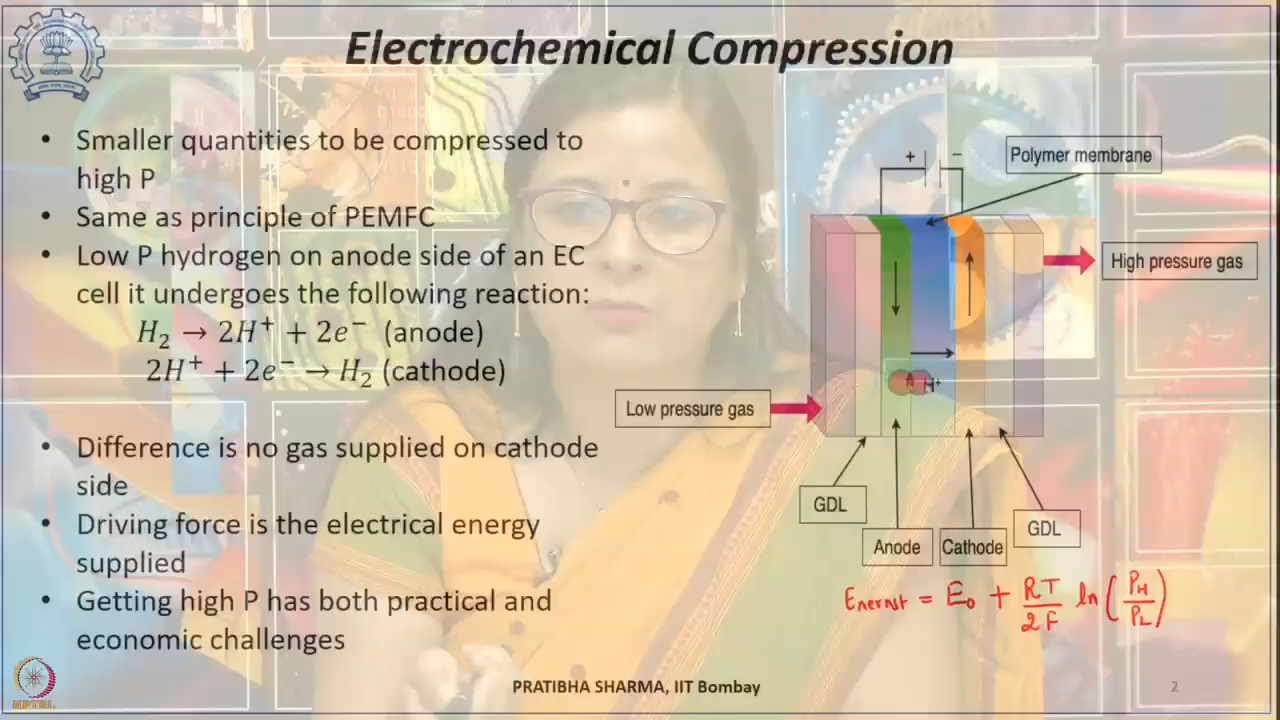 Electrochemical Compression
• Smaller quantities to be compressed to
high P
• Same as principle of PEMFC
• Low P hydrogen on anode side of an EC
cell it undergoes the following reaction:
H₂ → 2H⁺ + 2e⁻ (anode)
2H⁺ + 2e⁻ → H₂ (cathode)
• Difference is no gas supplied on cathode
side
• Driving force is the electrical energy
supplied
• Getting high P has both practical and
economic challenges
+ −
Polymer membrane
High pressure gas
H⁺
Low pressure gas
GDL
GDL
Anode
Cathode
Enernst = E₀ + RT/2F ln(P_H/P_L)
NPTEL
PRATIBHA SHARMA, IIT Bombay
2